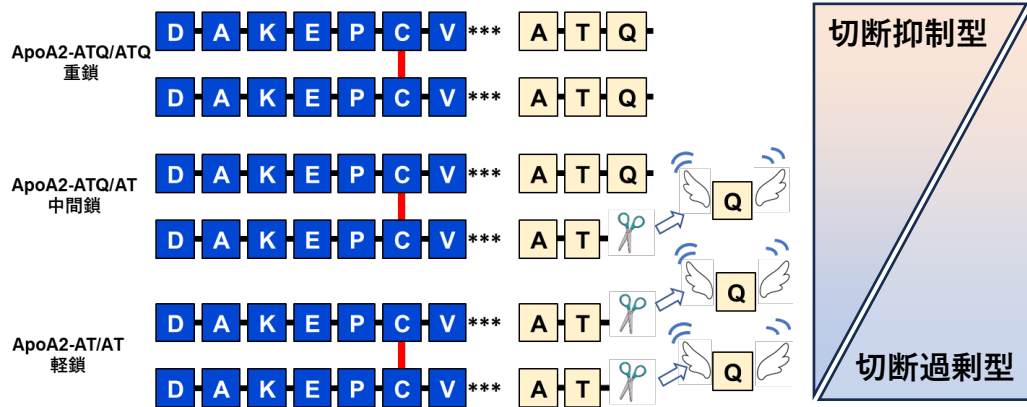 D A K E P C V *** A T Q
ApoA2-ATQ/ATQ
重鎖
D A K E P C V *** A T Q
切断抑制型
D A K E P C V *** A T Q
ApoA2-ATQ/AT
中間鎖
Q
D A K E P C V *** A T
Q
D A K E P C V *** A T
ApoA2-AT/AT
軽鎖
Q
D A K E P C V *** A T
切断過剰型